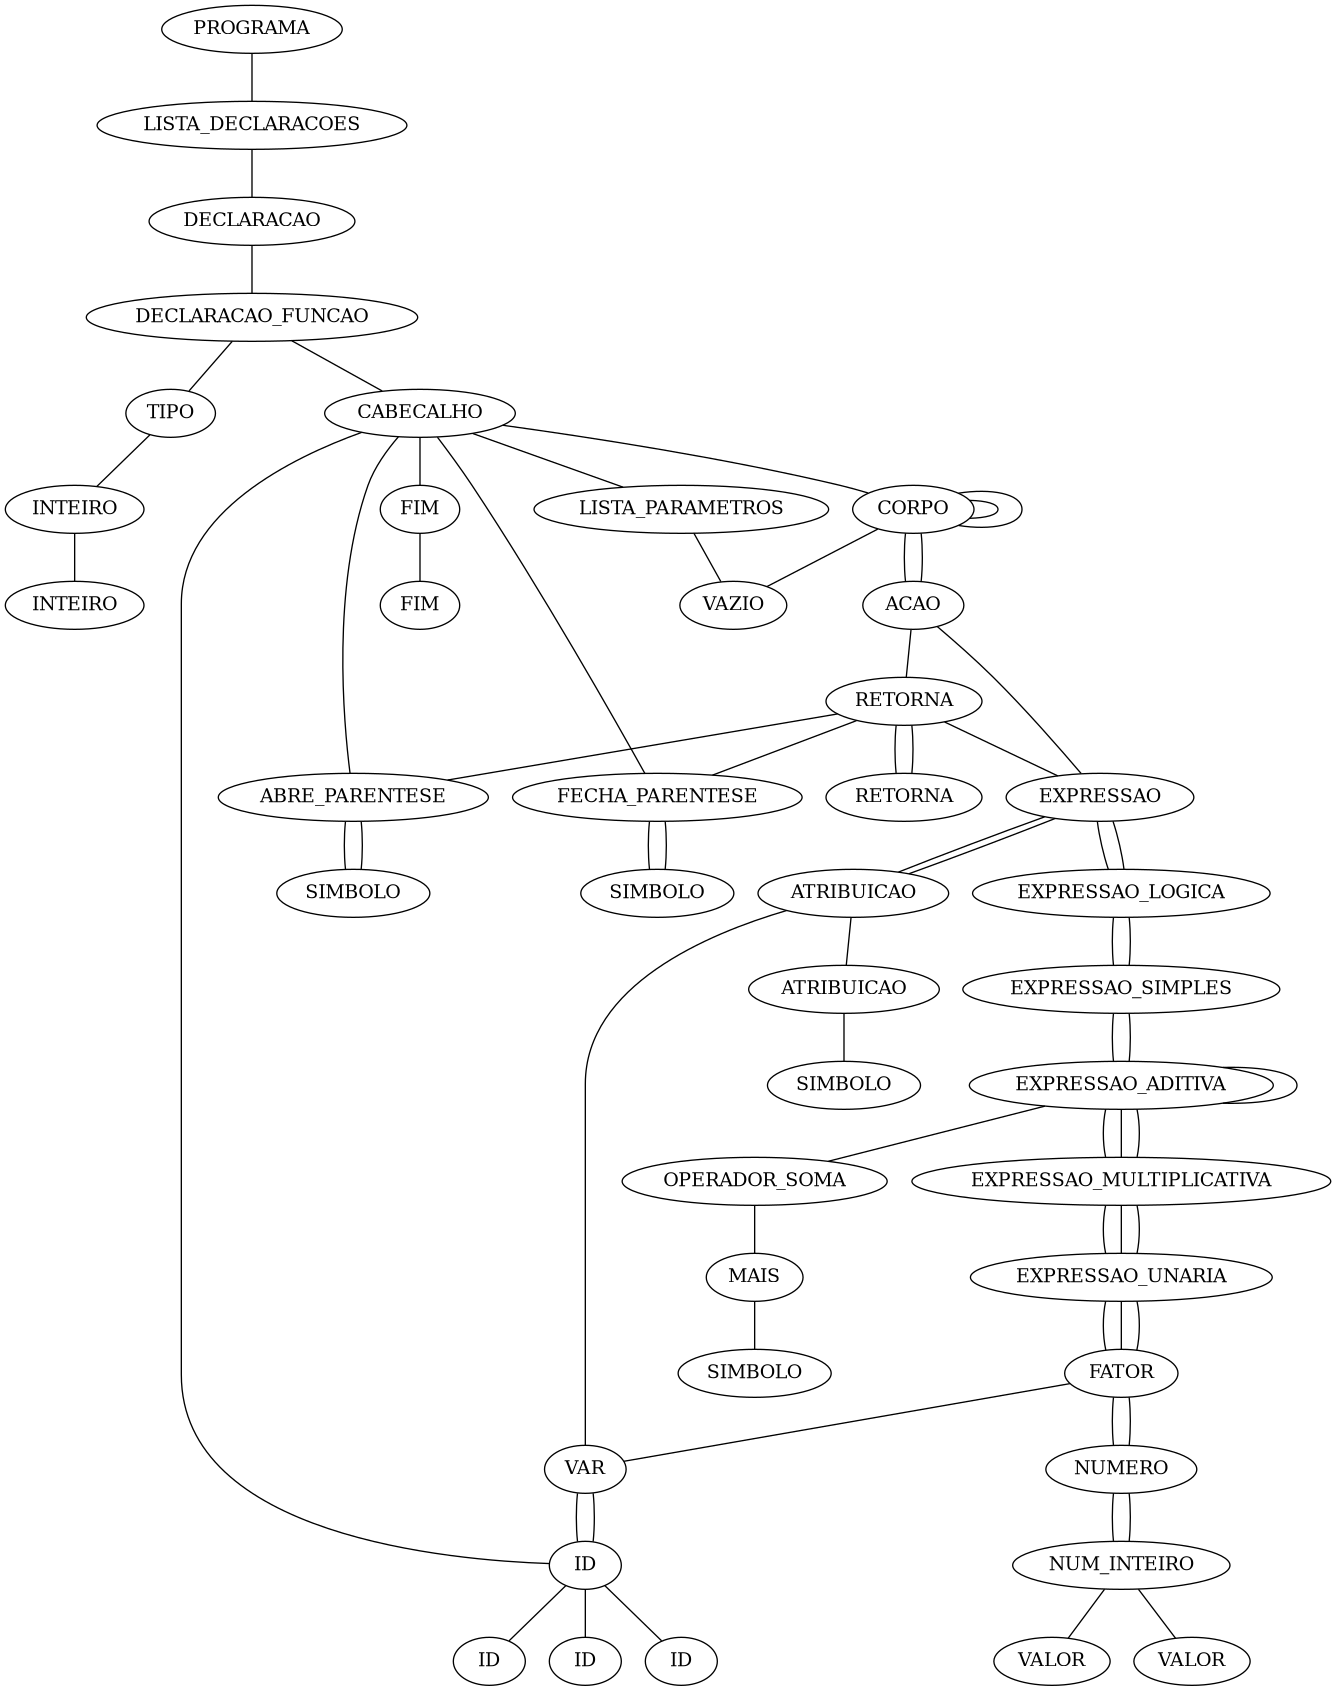 PROGRAMA
LISTA_DECLARACOES
DECLARACAO
DECLARACAO_FUNCAO
TIPO
CABECALHO
INTEIRO
FIM
LISTA_PARAMETROS
CORPO
INTEIRO
FIM
VAZIO
ACAO
RETORNA
ABRE_PARENTESE
FECHA_PARENTESE
RETORNA
EXPRESSAO
SIMBOLO
SIMBOLO
ATRIBUICAO
EXPRESSAO_LOGICA
ATRIBUICAO
EXPRESSAO_SIMPLES
SIMBOLO
EXPRESSAO_ADITIVA
OPERADOR_SOMA
EXPRESSAO_MULTIPLICATIVA
MAIS
EXPRESSAO_UNARIA
SIMBOLO
FATOR
VAR
NUMERO
ID
NUM_INTEIRO
ID
ID
ID
VALOR
VALOR